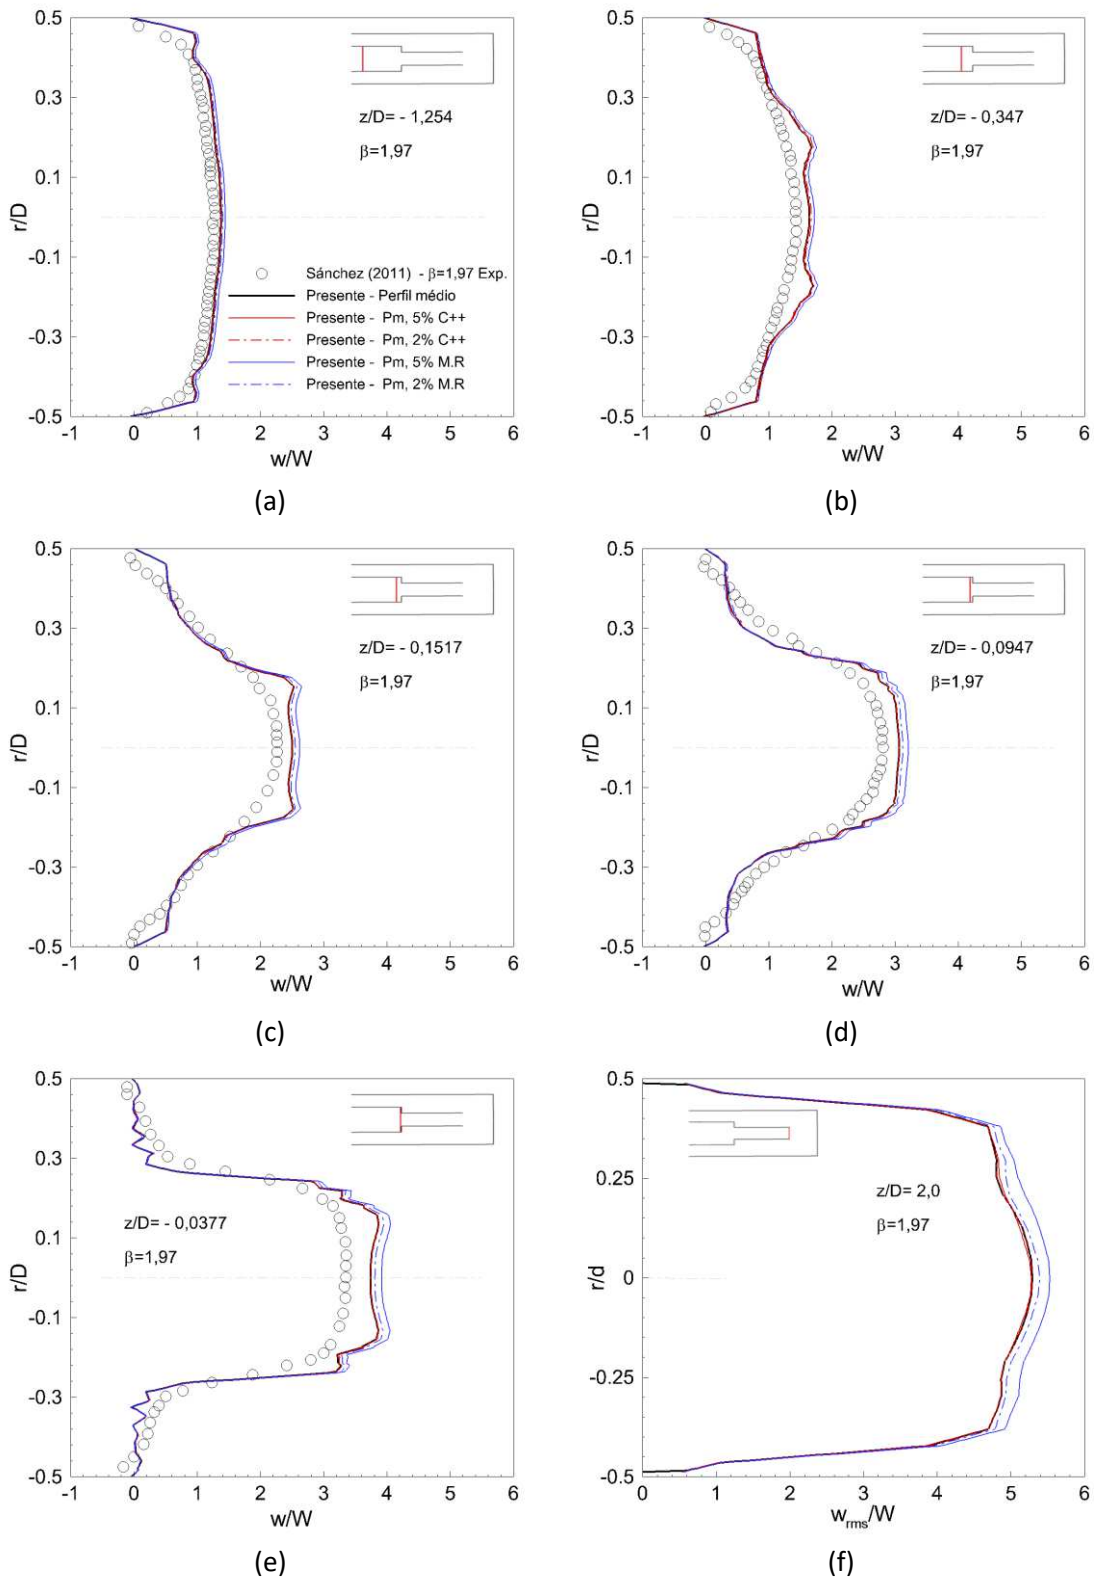 0.5
0.3
0.1
-0.1
-0.3
-0.5
r/D
-1 0 1 2 3 4 5 6
w/W
z/D= - 1,254
β=1,97
Sánchez (2011) - β=1,97 Exp.
Presente - Perfil médio
Presente - Pm, 5% C++
Presente - Pm, 2% C++
Presente - Pm, 5% M.R
Presente - Pm, 2% M.R
(a)
0.5
0.3
0.1
-0.1
-0.3
-0.5
r/D
-1 0 1 2 3 4 5 6
w/W
z/D= - 0,347
β=1,97
(b)
0.5
0.3
0.1
-0.1
-0.3
-0.5
r/D
-1 0 1 2 3 4 5 6
w/W
z/D= - 0,1517
β=1,97
(c)
0.5
0.3
0.1
-0.1
-0.3
-0.5
r/D
-1 0 1 2 3 4 5 6
w/W
z/D= - 0,0947
β=1,97
(d)
0.5
0.3
0.1
-0.1
-0.3
-0.5
r/D
-1 0 1 2 3 4 5 6
w/W
z/D= - 0,0377
β=1,97
(e)
0.5
0.25
0
-0.25
-0.5
r/d
0 1 2 3 4 5 6
w_rms/W
z/D= 2,0
β=1,97
(f)